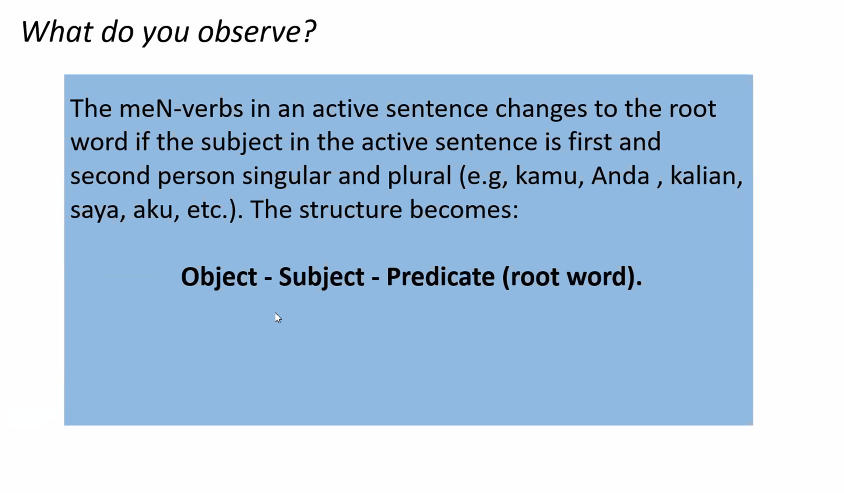 What do you observe?
The meN-verbs in an active sentence changes to the root
word if the subject in the active sentence is first and
second person singular and plural (e.g, kamu, Anda , kalian,
saya, aku, etc.). The structure becomes:
Object - Subject - Predicate (root word).